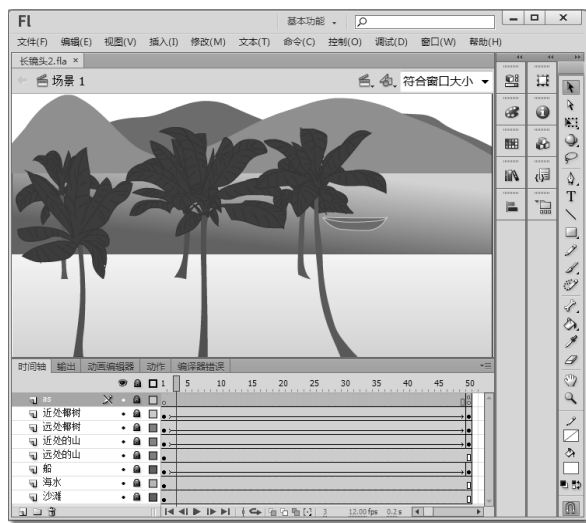 Fl
基本功能
文件(F) 编辑(E) 视图(V) 插入(I) 修改(M) 文本(T) 命令(C) 控制(O) 调试(D) 窗口(W) 帮助(H)
长镜头2.fla ×
场景 1
符合窗口大小
T
时间轴 输出 动画编辑器 动作 编译器错误
1 5 10 15 20 25 30 35 40 45 50
as
近处椰树
远处椰树
近处的山
远处的山
船
海水
沙滩
3 12.00 fps 0.2 s